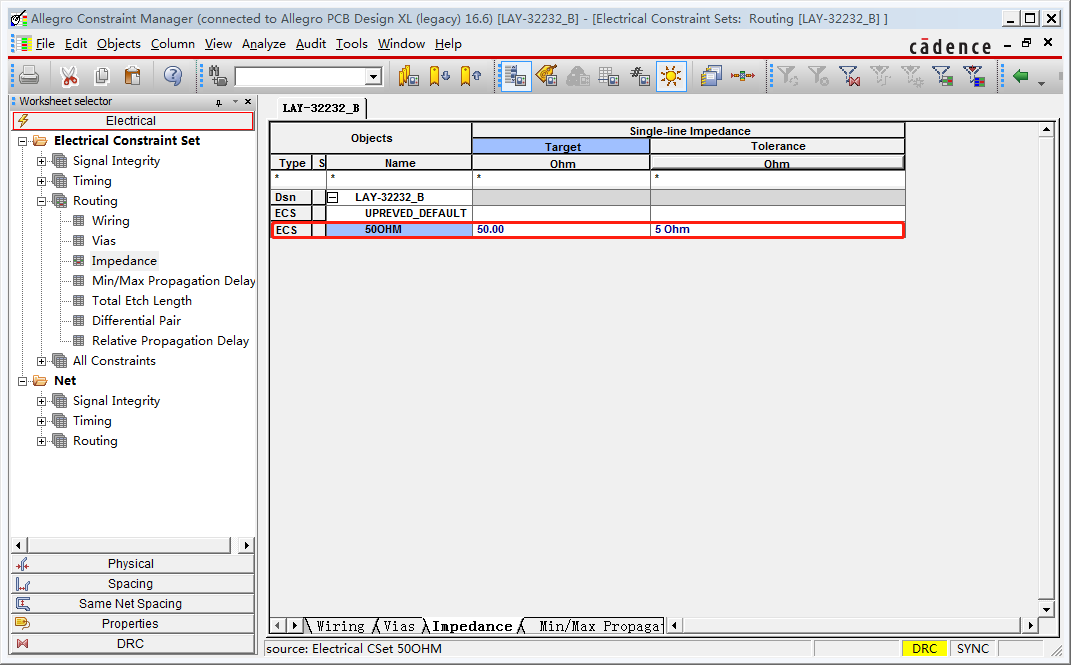 Allegro Constraint Manager (connected to Allegro PCB Design XL (legacy) 16.6) [LAY-32232_B] - [Electrical Constraint Sets:  Routing [LAY-32232_B] ]
File Edit Objects Column View Analyze Audit Tools Window Help
cādence
Worksheet selector
Electrical
Electrical Constraint Set
Signal Integrity
Timing
Routing
Wiring
Vias
Impedance
Min/Max Propagation Delay
Total Etch Length
Differential Pair
Relative Propagation Delay
All Constraints
Net
Signal Integrity
Timing
Routing
Physical
Spacing
Same Net Spacing
Properties
DRC
LAY-32232_B
Objects Single-line Impedance
Target Tolerance
Type S Name Ohm Ohm
* * * *
Dsn LAY-32232_B
ECS UPREVED_DEFAULT
ECS 50OHM 50.00 5 Ohm
Wiring Vias Impedance Min/Max Propagat
source: Electrical CSet 50OHM
DRC SYNC